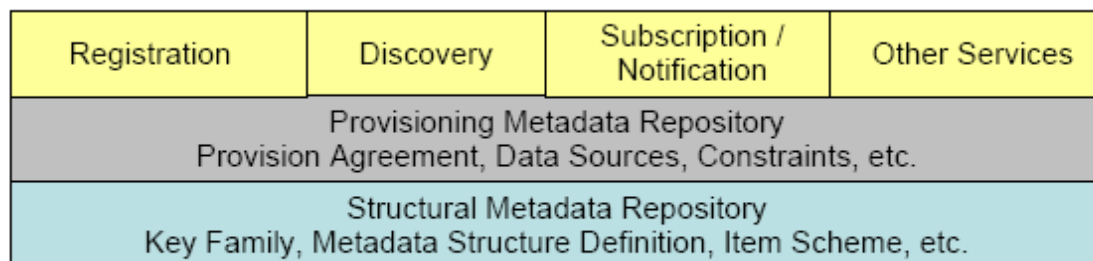 Registration
Discovery
Subscription /
Notification
Other Services
Provisioning Metadata Repository
Provision Agreement, Data Sources, Constraints, etc.
Structural Metadata Repository
Key Family, Metadata Structure Definition, Item Scheme, etc.